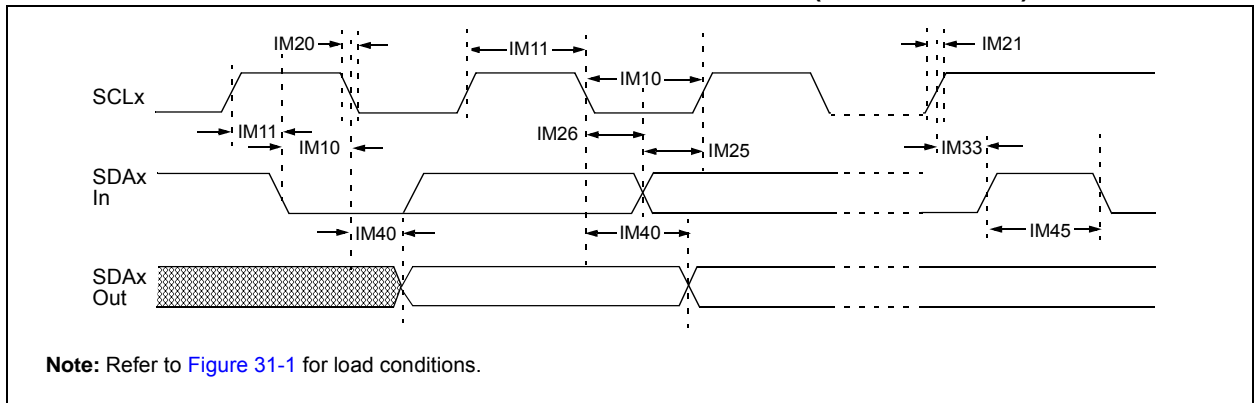 IM20
IM11
IM21
IM10
SCLx
IM11
IM26
IM10
IM25
IM33
SDAx
In
IM40
IM40
IM45
SDAx
Out
Note: Refer to Figure 31-1 for load conditions.